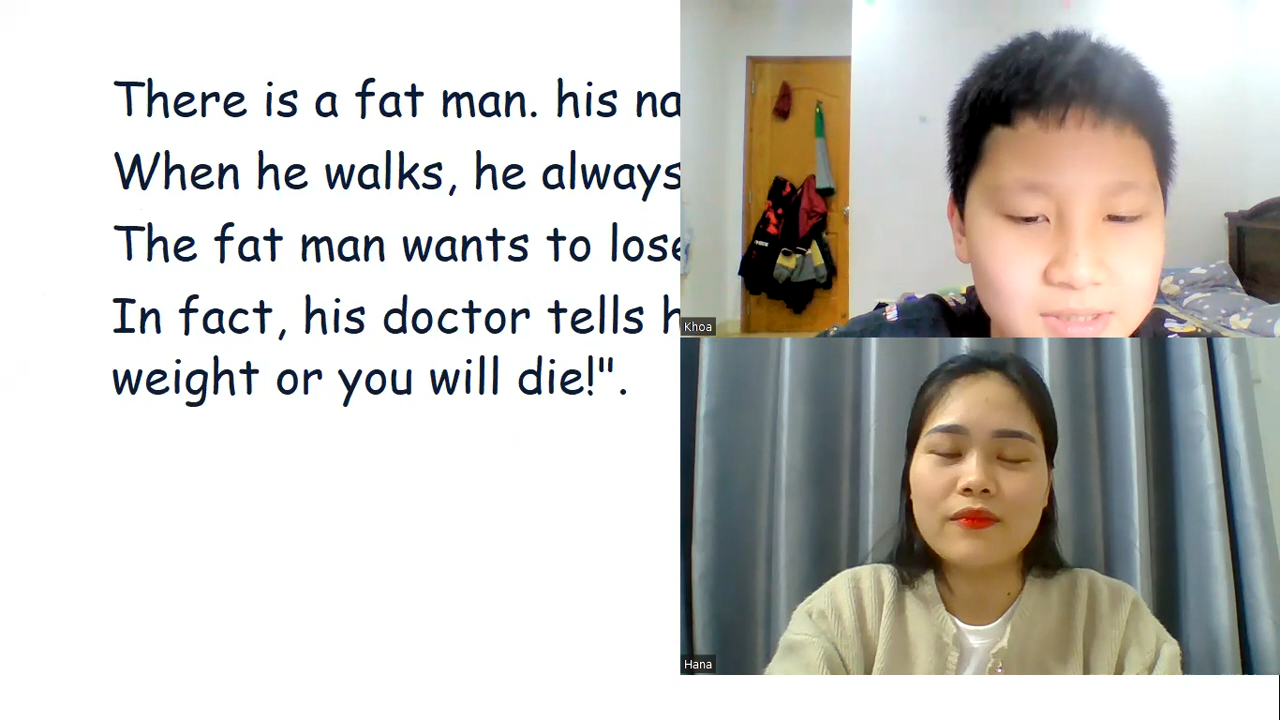 There is a fat man. his na
When he walks, he always
The fat man wants to lose
In fact, his doctor tells h
weight or you will die!".
Khoa
Hana